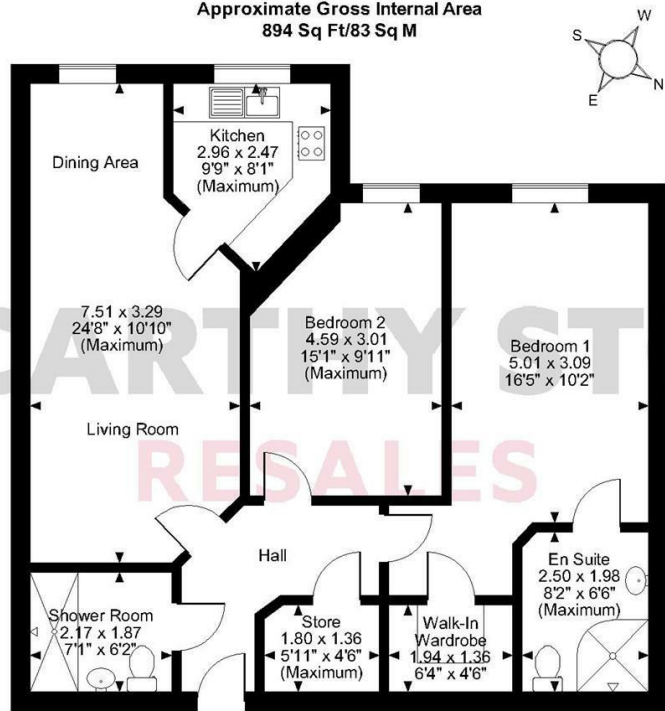 Approximate Gross Internal Area
894 Sq Ft/83 Sq M
W
S
N
E
Kitchen
2.96 x 2.47
9'9" x 8'1"
(Maximum)
Dining Area
7.51 x 3.29
24'8" x 10'10"
(Maximum)
Living Room
Bedroom 2
4.59 x 3.01
15'1" x 9'11"
(Maximum)
Bedroom 1
5.01 x 3.09
16'5" x 10'2"
CARTHY ST
RESALES
Hall
En Suite
2.50 x 1.98
8'2" x 6'6"
(Maximum)
Shower Room
2.17 x 1.87
7'1" x 6'2"
Store
1.80 x 1.36
5'11" x 4'6"
(Maximum)
Walk-In
Wardrobe
1.94 x 1.36
6'4" x 4'6"